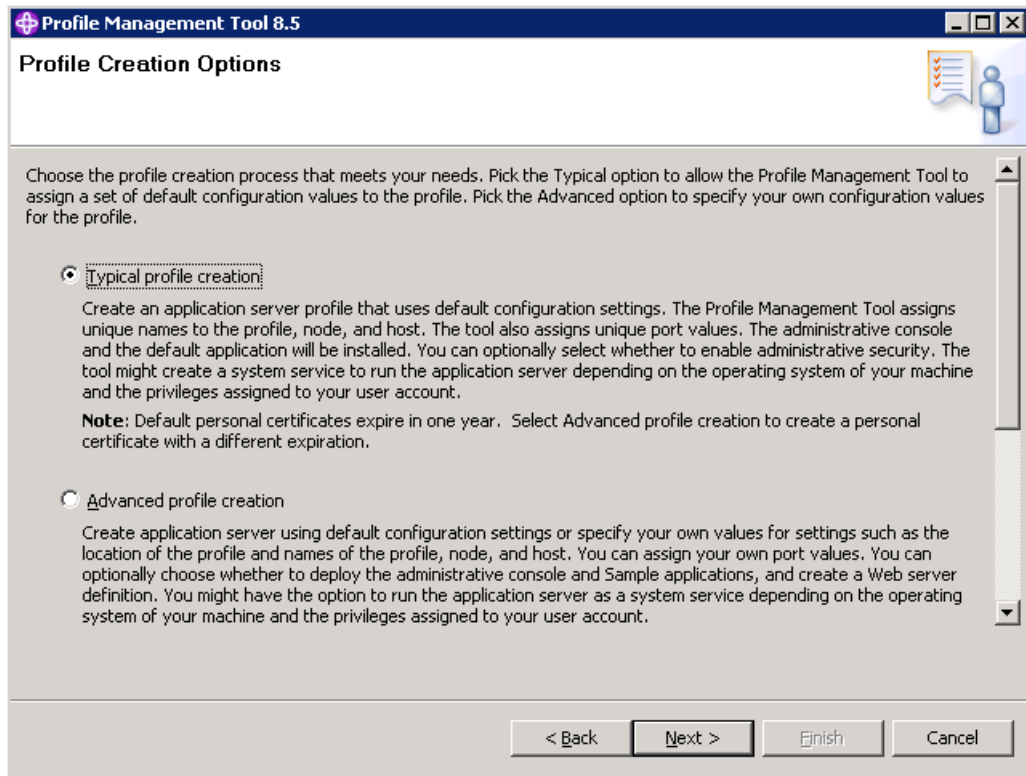 Profile Management Tool 8.5
Profile Creation Options
Choose the profile creation process that meets your needs. Pick the Typical option to allow the Profile Management Tool to
assign a set of default configuration values to the profile. Pick the Advanced option to specify your own configuration values
for the profile.
Typical profile creation
Create an application server profile that uses default configuration settings. The Profile Management Tool assigns
unique names to the profile, node, and host. The tool also assigns unique port values. The administrative console
and the default application will be installed. You can optionally select whether to enable administrative security. The
tool might create a system service to run the application server depending on the operating system of your machine
and the privileges assigned to your user account.
Note: Default personal certificates expire in one year. Select Advanced profile creation to create a personal
certificate with a different expiration.
Advanced profile creation
Create application server using default configuration settings or specify your own values for settings such as the
location of the profile and names of the profile, node, and host. You can assign your own port values. You can
optionally choose whether to deploy the administrative console and Sample applications, and create a Web server
definition. You might have the option to run the application server as a system service depending on the operating
system of your machine and the privileges assigned to your user account.
< Back Next > Finish Cancel